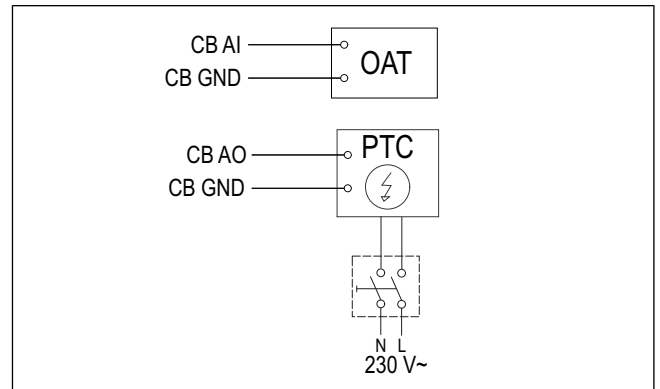 CB AI
CB GND
OAT
CB AO
CB GND
PTC
N L
230 V~